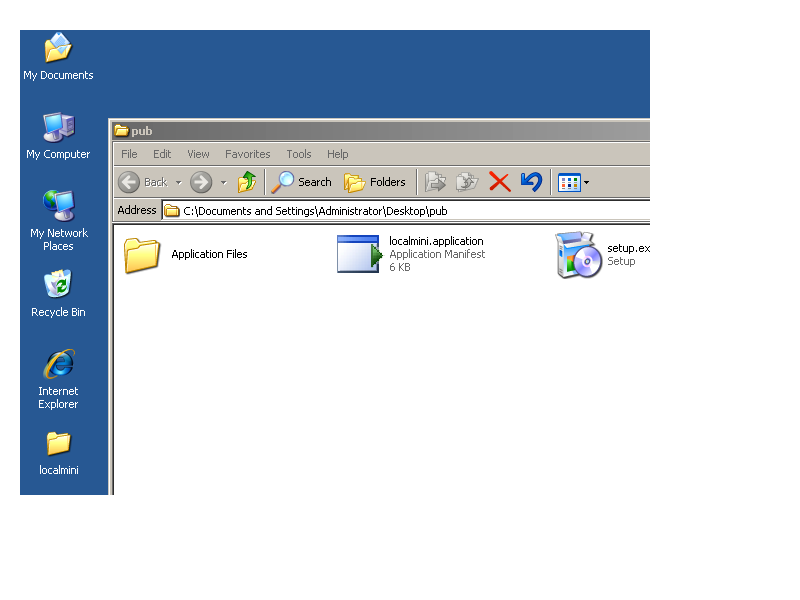 My Documents
My Computer
My Network
Places
Recycle Bin
Internet
Explorer
localmini
pub
File Edit View Favorites Tools Help
Back Search Folders
Address C:\Documents and Settings\Administrator\Desktop\pub
Application Files
localmini.application
Application Manifest
6 KB
setup.ex
Setup